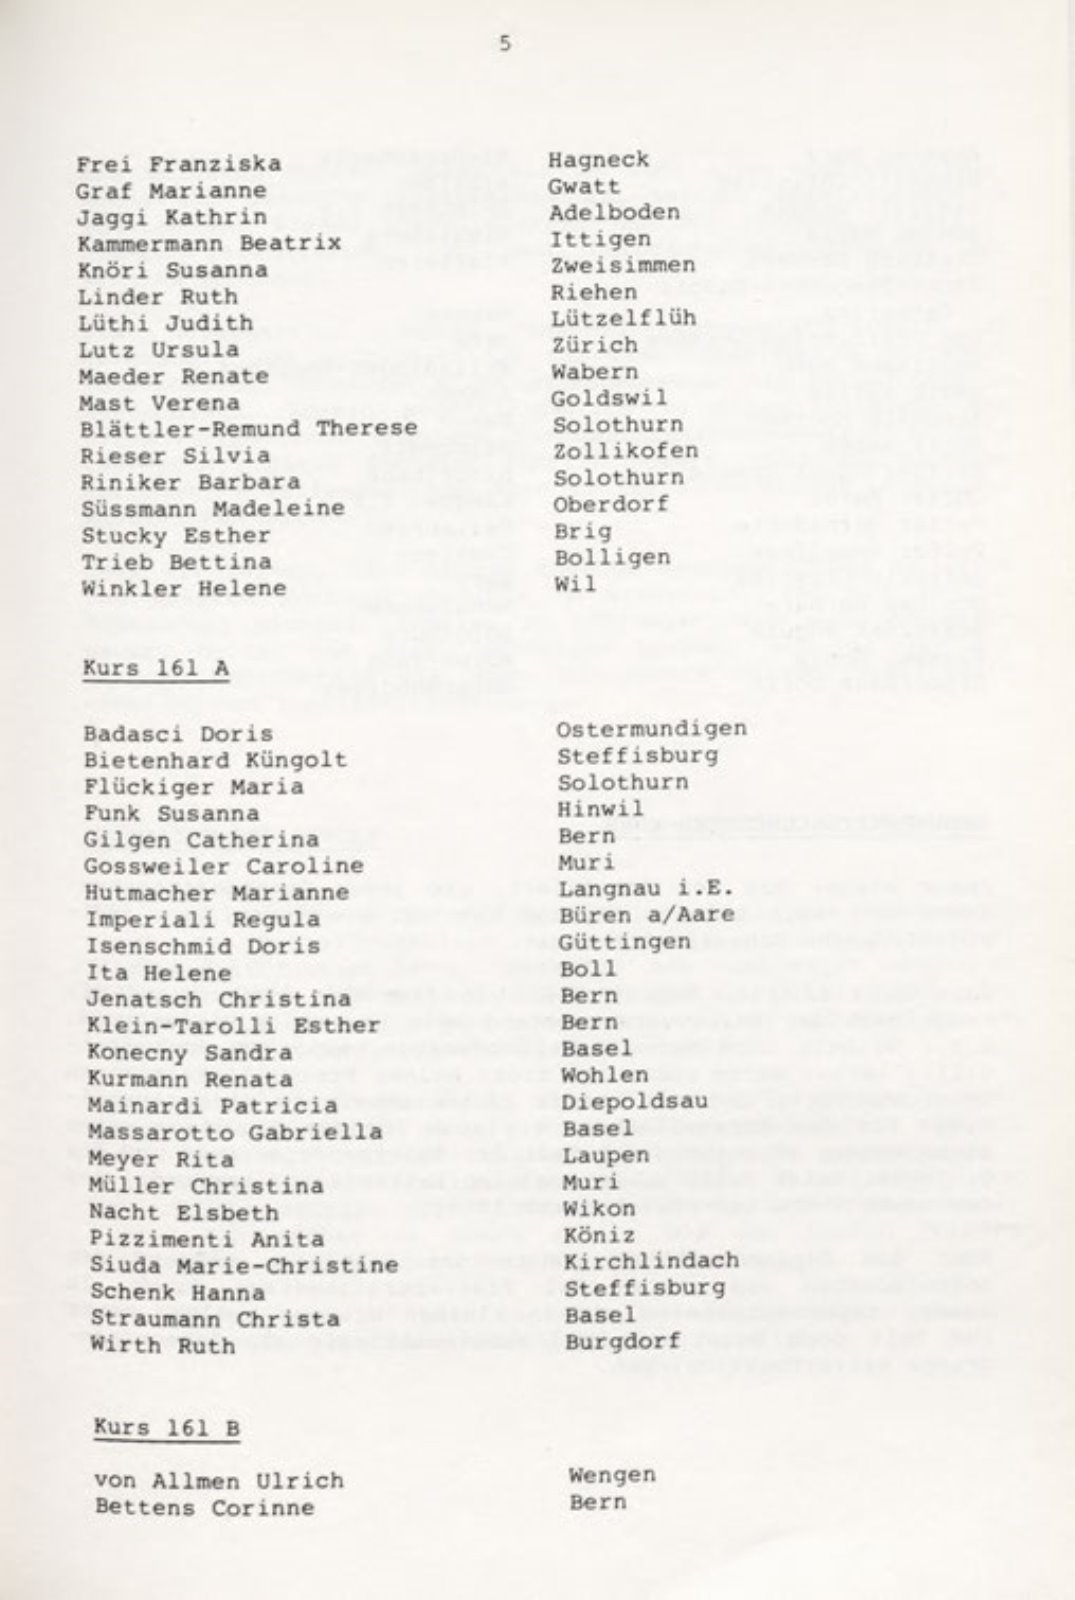 5
Frei Franziska Hagneck
Graf Marianne Gwatt
Jaggi Kathrin Adelboden
Kammermann Beatrix Ittigen
Knöri Susanna Zweisimmen
Linder Ruth Riehen
Lüthi Judith Lützelflüh
Lutz Ursula Zürich
Maeder Renate Wabern
Mast Verena Goldswil
Blättler-Remund Therese Solothurn
Rieser Silvia Zollikofen
Riniker Barbara Solothurn
Süssmann Madeleine Oberdorf
Stucky Esther Brig
Trieb Bettina Bolligen
Winkler Helene Wil
Kurs 161 A
Badasci Doris Ostermundigen
Bietenhard Küngolt Steffisburg
Flückiger Maria Solothurn
Funk Susanna Hinwil
Gilgen Catherina Bern
Gossweiler Caroline Muri
Hutmacher Marianne Langnau i.E.
Imperiali Regula Büren a/Aare
Isenschmid Doris Güttingen
Ita Helene Boll
Jenatsch Christina Bern
Klein-Tarolli Esther Bern
Konecny Sandra Basel
Kurmann Renata Wohlen
Mainardi Patricia Diepoldsau
Massarotto Gabriella Basel
Meyer Rita Laupen
Müller Christina Muri
Nacht Elsbeth Wikon
Pizzimenti Anita Köniz
Siuda Marie-Christine Kirchlindach
Schenk Hanna Steffisburg
Straumann Christa Basel
Wirth Ruth Burgdorf
Kurs 161 B
von Allmen Ulrich Wengen
Bettens Corinne Bern